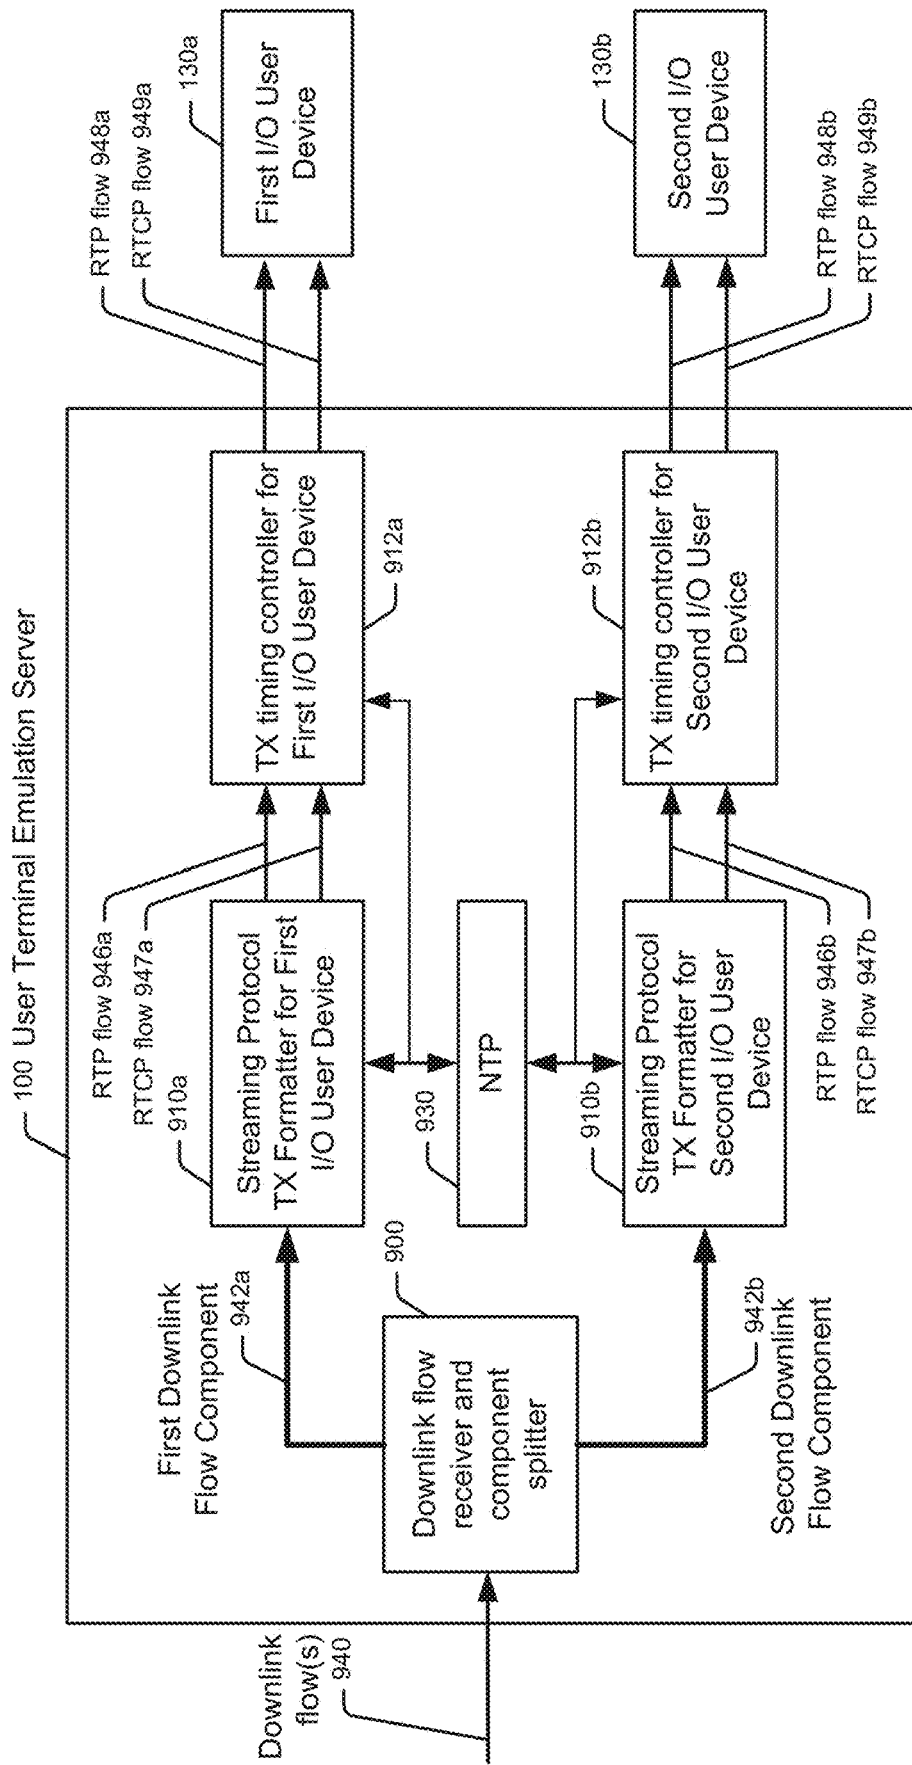 100 User Terminal Emulation Server
Downlink
flow(s)
940
First Downlink
Flow Component
942a
Downlink flow
receiver and
component
splitter
900
942b
Second Downlink
Flow Component
910a
Streaming Protocol
TX Formatter for First
I/O User Device
930
NTP
910b
Streaming Protocol
TX Formatter for
Second I/O User
Device
RTP flow 946a
RTCP flow 947a
RTP flow 946b
RTCP flow 947b
TX timing controller for
First I/O User Device
912a
912b
TX timing controller for
Second I/O User
Device
RTP flow 948a
RTCP flow 949a
130a
First I/O User
Device
130b
Second I/O
User Device
RTP flow 948b
RTCP flow 949b